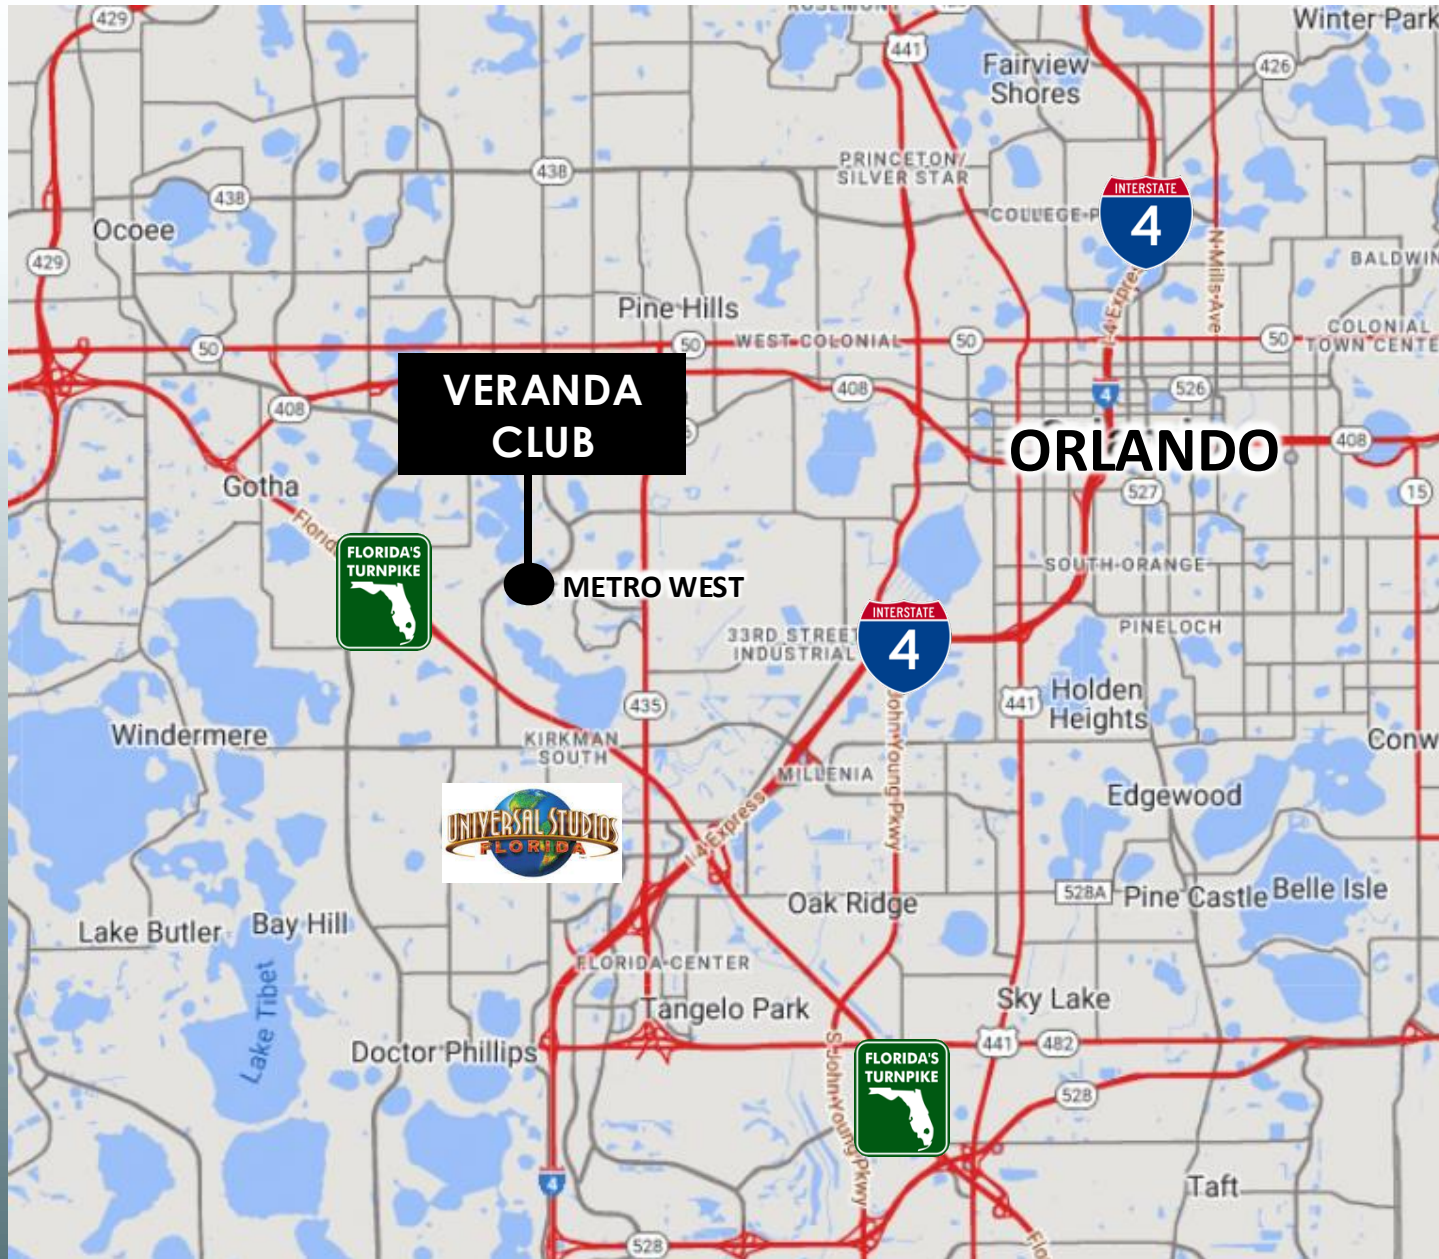 429
ROSEMONT
441
Winter Park
Fairview
Shores
426
PRINCETON/
SILVER STAR
438
438
INTERSTATE
4
COLLEGE P
Ocoee
429
N Mills Ave
BALDWIN
I-4 Expres
Pine Hills
50
50
WEST COLONIAL
50
50
COLONIAL
TOWN CENTE
VERANDA
CLUB
408
408
4
526
ORLANDO
408
Gotha
527
15
Florid
FLORIDA'S
TURNPIKE
METRO WEST
SOUTH ORANGE
INTERSTATE
4
33RD STREET
INDUSTRIAL
PINELOCH
435
441
Holden
Heights
Windermere
KIRKMAN
SOUTH
John Young Pkwy
Conw
MILLENIA
UNIVERSAL STUDIOS
FLORIDA
I-4 Express
Edgewood
Oak Ridge
528A
Pine Castle
Belle Isle
Lake Butler
Bay Hill
FLORIDA CENTER
Lake Tibet
Tangelo Park
Sky Lake
Doctor Phillips
441
482
S John Young Pkwy
FLORIDA'S
TURNPIKE
528
4
Taft
528
Flo